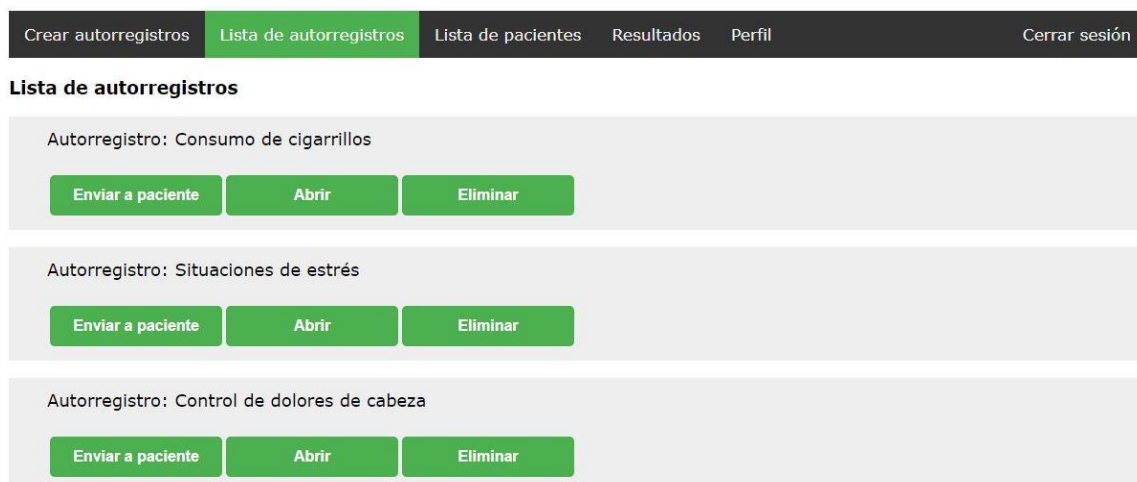 Crear autorregistros Lista de autorregistros Lista de pacientes Resultados Perfil Cerrar sesión
Lista de autorregistros
Autorregistro: Consumo de cigarrillos
Enviar a paciente Abrir Eliminar
Autorregistro: Situaciones de estrés
Enviar a paciente Abrir Eliminar
Autorregistro: Control de dolores de cabeza
Enviar a paciente Abrir Eliminar